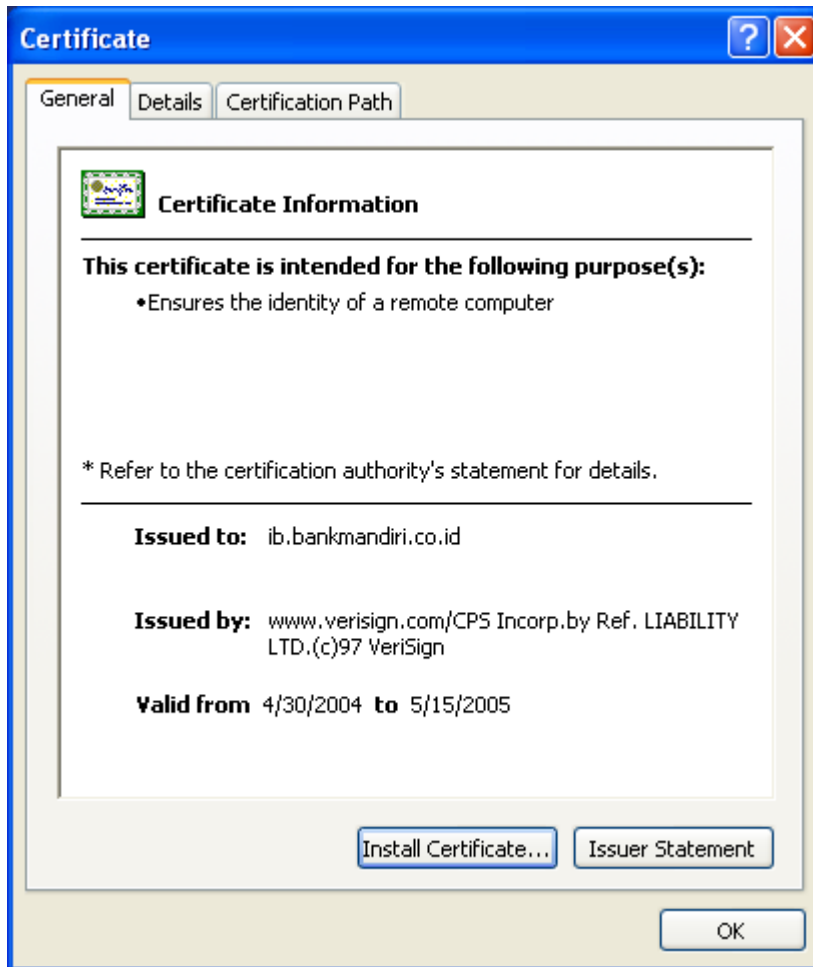 Certificate
General Details Certification Path
Certificate Information
This certificate is intended for the following purpose(s):
•Ensures the identity of a remote computer
* Refer to the certification authority's statement for details.
Issued to: ib.bankmandiri.co.id
Issued by: www.verisign.com/CPS Incorp.by Ref. LIABILITY
LTD.(c)97 VeriSign
Valid from 4/30/2004 to 5/15/2005
Install Certificate... Issuer Statement
OK